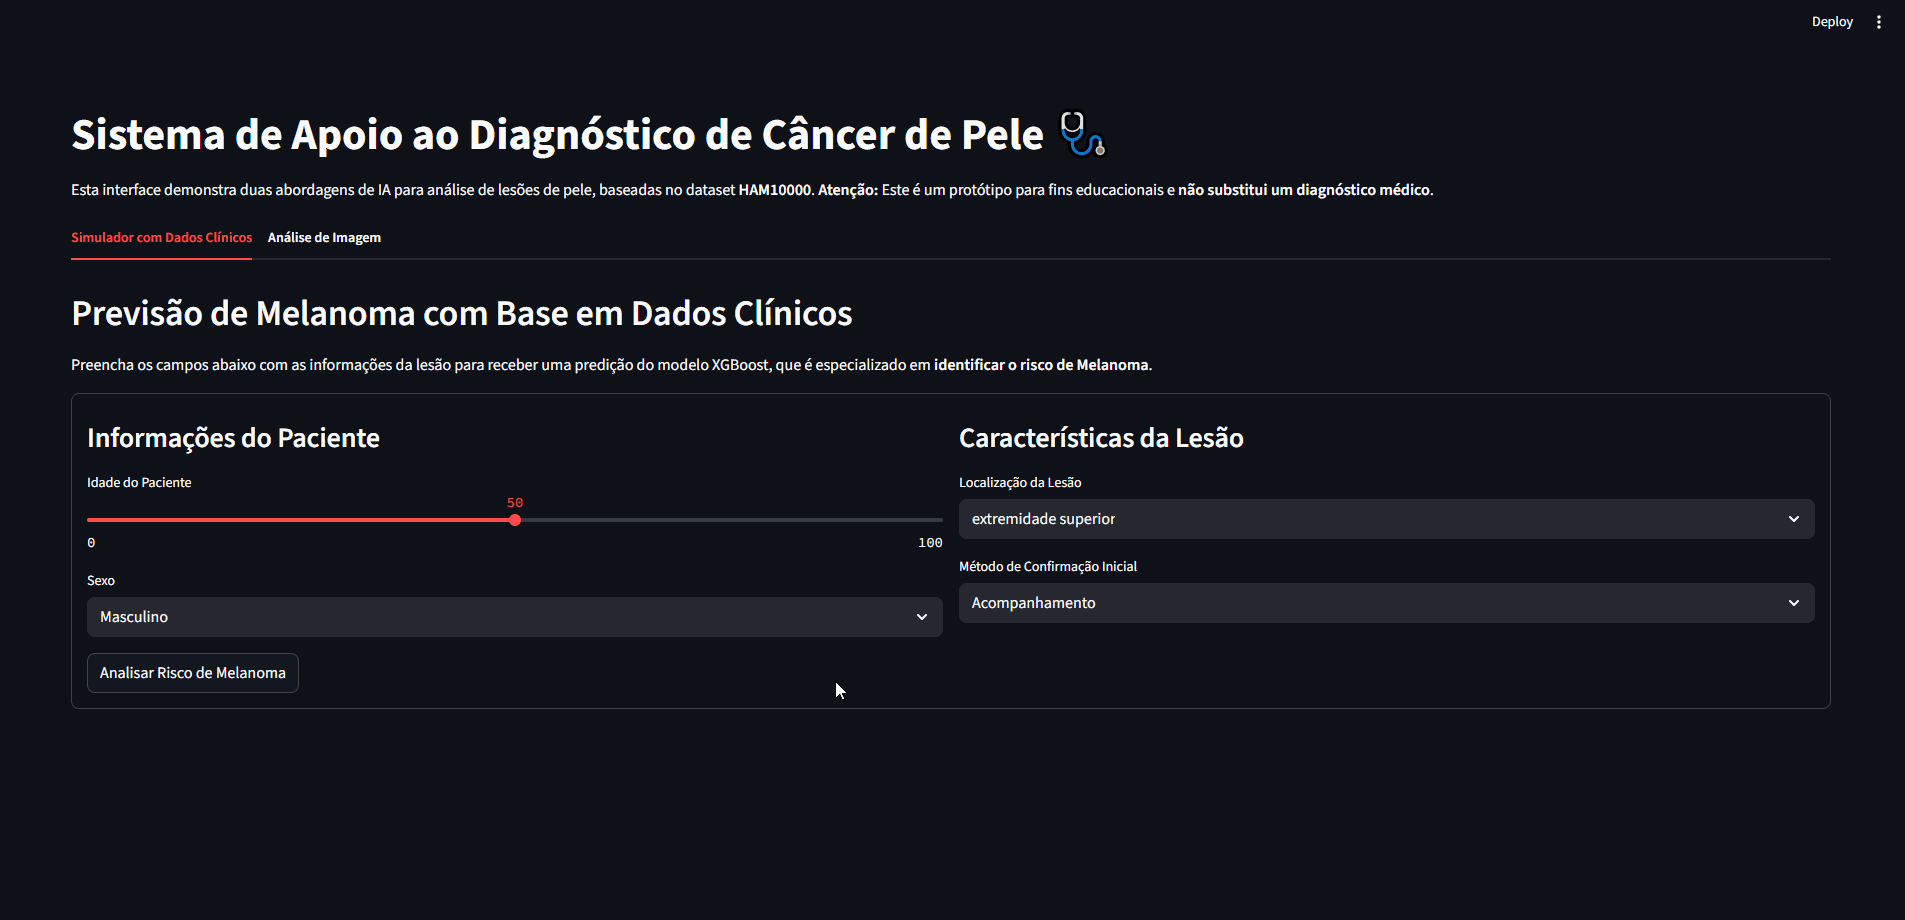 Deploy
Sistema de Apoio ao Diagnóstico de Câncer de Pele
Esta interface demonstra duas abordagens de IA para análise de lesões de pele, baseadas no dataset HAM10000. Atenção: Este é um protótipo para fins educacionais e não substitui um diagnóstico médico.
Simulador com Dados Clínicos Análise de Imagem
Previsão de Melanoma com Base em Dados Clínicos
Preencha os campos abaixo com as informações da lesão para receber uma predição do modelo XGBoost, que é especializado em identificar o risco de Melanoma.
Informações do Paciente
Idade do Paciente
50
0 100
Sexo
Masculino
Analisar Risco de Melanoma
Características da Lesão
Localização da Lesão
extremidade superior
Método de Confirmação Inicial
Acompanhamento